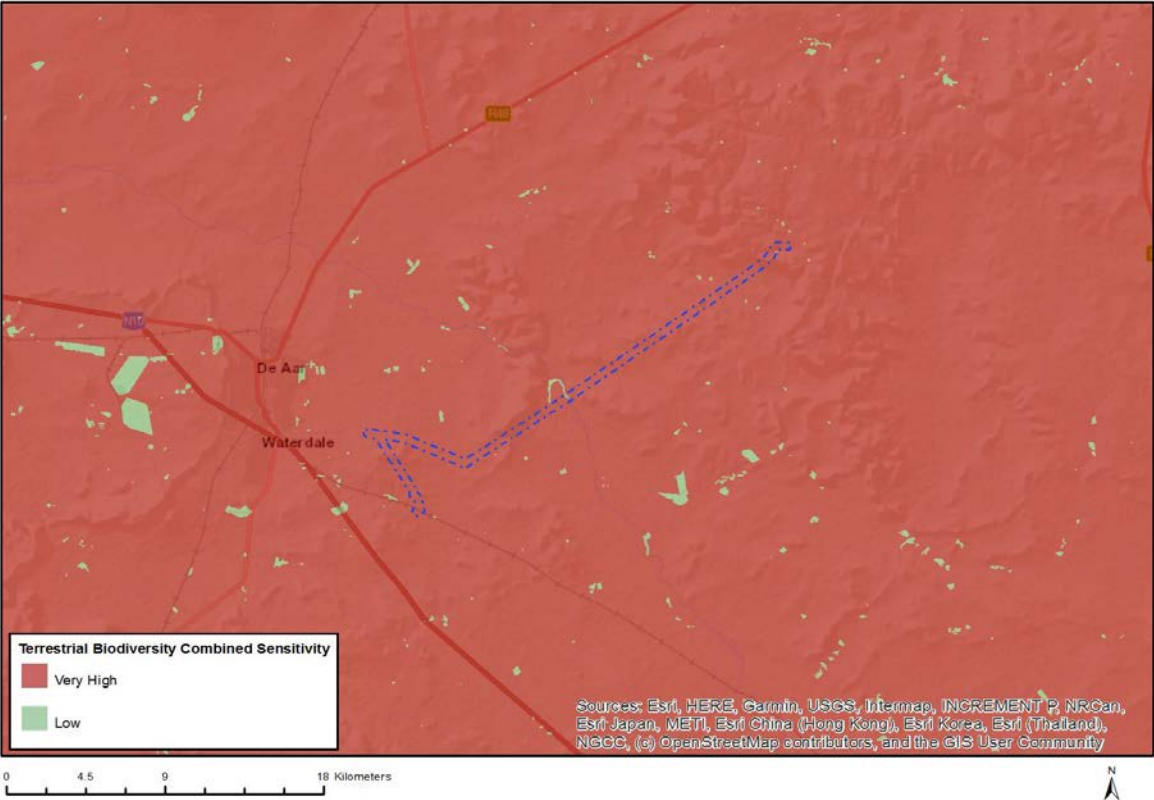 R48
N10
De Aar
Waterdale
Terrestrial Biodiversity Combined Sensitivity
Very High
Low
Sources: Esri, HERE, Garmin, USGS, Intermap, INCREMENT P, NRCan,
Esri Japan, METI, Esri China (Hong Kong), Esri Korea, Esri (Thailand),
NGCC, (c) OpenStreetMap contributors, and the GIS User Community
0 4.5 9 18 Kilometers
N